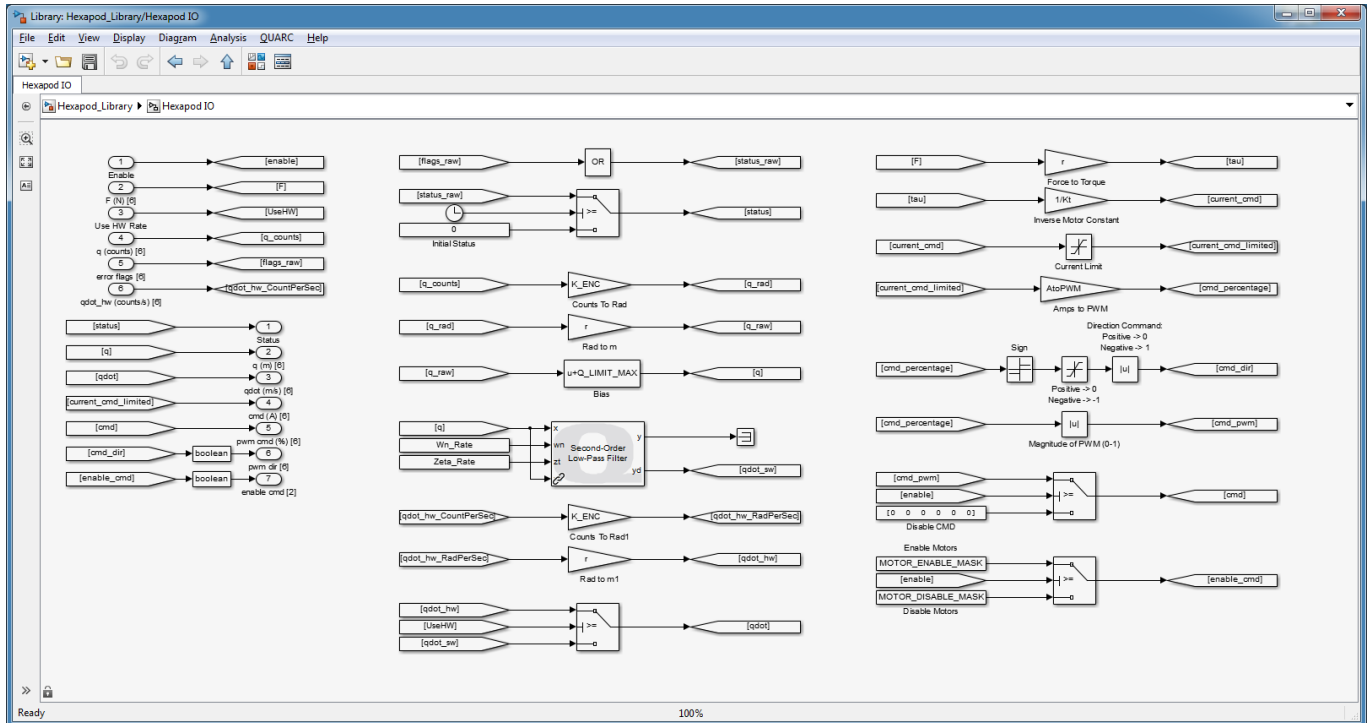 Library: Hexapod_Library/Hexapod IO
File Edit View Display Diagram Analysis QUARC Help
Hexapod IO
Hexapod_Library Hexapod IO
1
[enable]
Enable
2
[F]
F (N) [6]
3
[UseHW]
Use HW Rate
4
[q_counts]
q (counts) [6]
5
[flags_raw]
error flags [6]
6
[qdot_hw_CountPerSec]
qdot_hw (counts/s) [6]
[status]
1
Status
[q]
2
q (m) [6]
[qdot]
3
qdot (m/s) [6]
[current_cmd_limited]
4
cmd (A) [6]
[cmd]
5
pwm cmd (%) [6]
[cmd_dir]
boolean
6
pwm dir [6]
[enable_cmd]
boolean
7
enable cmd [2]
[flags_raw]
OR
[status_raw]
[status_raw]
>=
[status]
0
Initial Status
[q_counts]
K_ENC
[q_rad]
Counts To Rad
[q_rad]
r
[q_raw]
Rad to m
[q_raw]
u+Q_LIMIT_MAX
[q]
Bias
[q]
x
Wn_Rate
wn
Zeta_Rate
zt
Second-Order
Low-Pass Filter
y
yd
[qdot_sw]
[qdot_hw_CountPerSec]
K_ENC
[qdot_hw_RadPerSec]
Counts To Rad1
[qdot_hw_RadPerSec]
r
[qdot_hw]
Rad to m1
[qdot_hw]
[UseHW]
>=
[qdot]
[qdot_sw]
[F]
r
[tau]
Force to Torque
[tau]
1/Kt
[current_cmd]
Inverse Motor Constant
[current_cmd]
[current_cmd_limited]
Current Limit
[current_cmd_limited]
AtoPWM
[cmd_percentage]
Amps to PWM
Direction Command:
Positive -> 0
Negative -> 1
Sign
[cmd_percentage]
|u|
[cmd_dir]
Positive -> 0
Negative -> -1
[cmd_percentage]
|u|
[cmd_pwm]
Magnitude of PWM (0-1)
[cmd_pwm]
[enable]
>=
[cmd]
[0 0 0 0 0 0]
Disable CMD
Enable Motors
MOTOR_ENABLE_MASK
[enable]
>=
[enable_cmd]
MOTOR_DISABLE_MASK
Disable Motors
Ready
100%